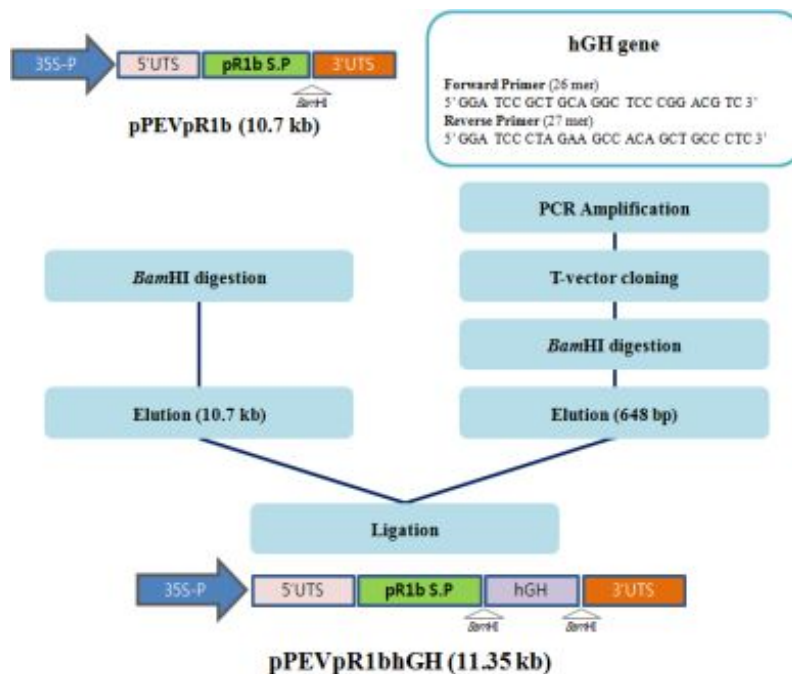 35S-P 5'UTS pR1b S.P 3'UTS
BamHI
pPEVpR1b (10.7 kb)
hGH gene
Forward Primer (26 mer)
5' GGA TCC GCT GCA GGC TCC CGG ACG TC 3'
Reverse Primer (27 mer)
5' GGA TCC CTA GAA GCC ACA GCT GCC CTC 3'
PCR Amplification
T-vector cloning
BamHI digestion
Elution (648 bp)
BamHI digestion
Elution (10.7 kb)
Ligation
35S-P 5'UTS pR1b S.P hGH 3'UTS
BamHI BamHI
pPEVpR1bhGH (11.35 kb)